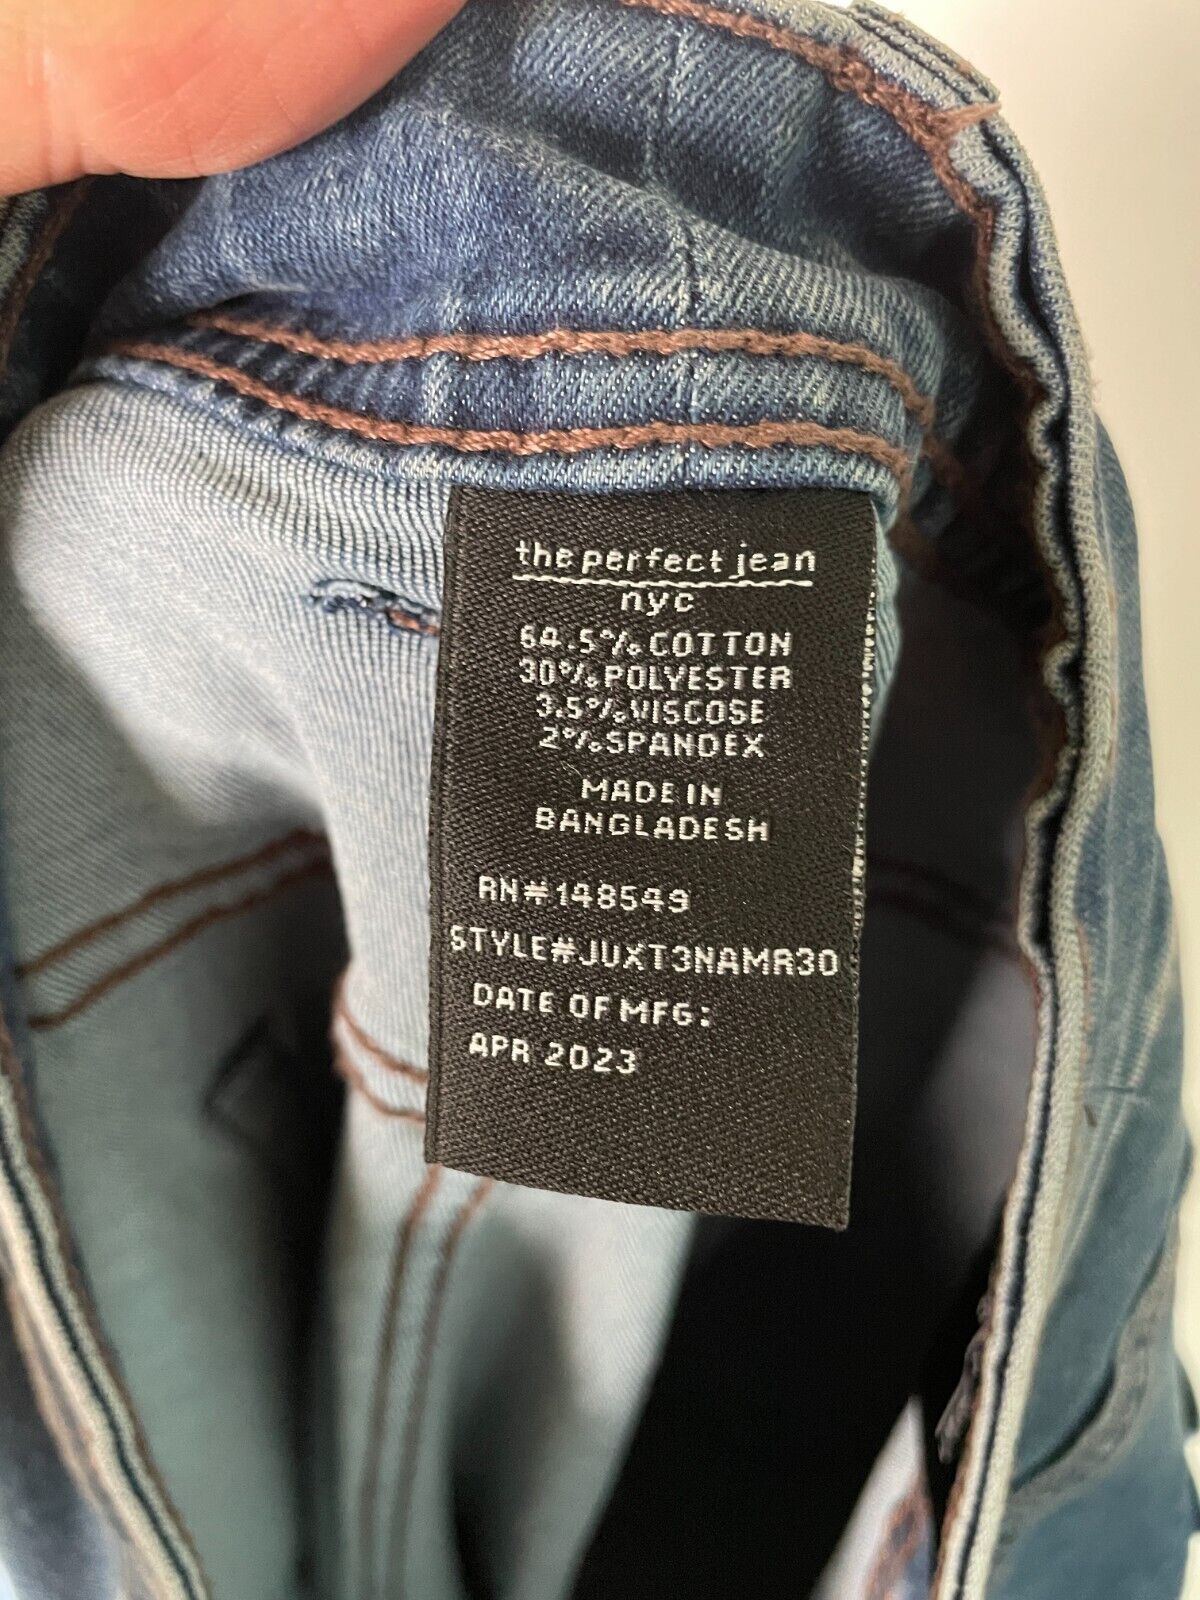 the perfect jean
nyc
64.5% COTTON
30% POLYESTER
3.5% VISCOSE
2% SPANDEX
MADE IN
BANGLADESH
RN#148549
STYLE#JUXT3NAMR30
DATE OF MFG:
APR 2023